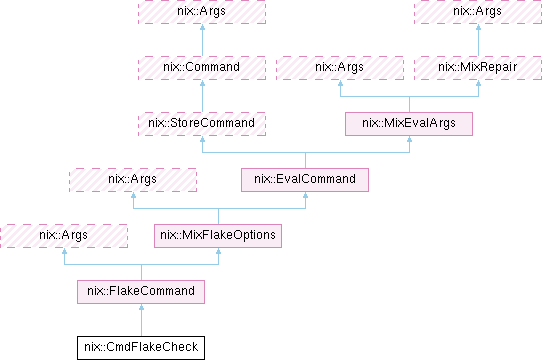 nix::Args
nix::Args
nix::Command
nix::Args
nix::MixRepair
nix::StoreCommand
nix::MixEvalArgs
nix::Args
nix::EvalCommand
nix::Args
nix::MixFlakeOptions
nix::FlakeCommand
nix::CmdFlakeCheck